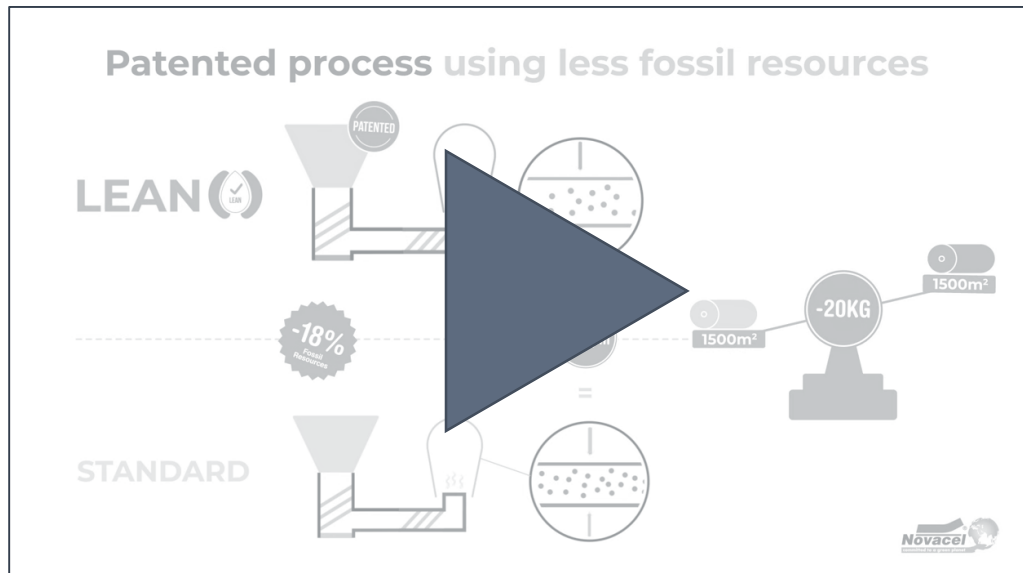 Patented process using less fossil resources
PATENTED
LEAN
LEAN
1500m²
-20KG
1500m²
-18%
Fossil
Resources
=
STANDARD
Novacel